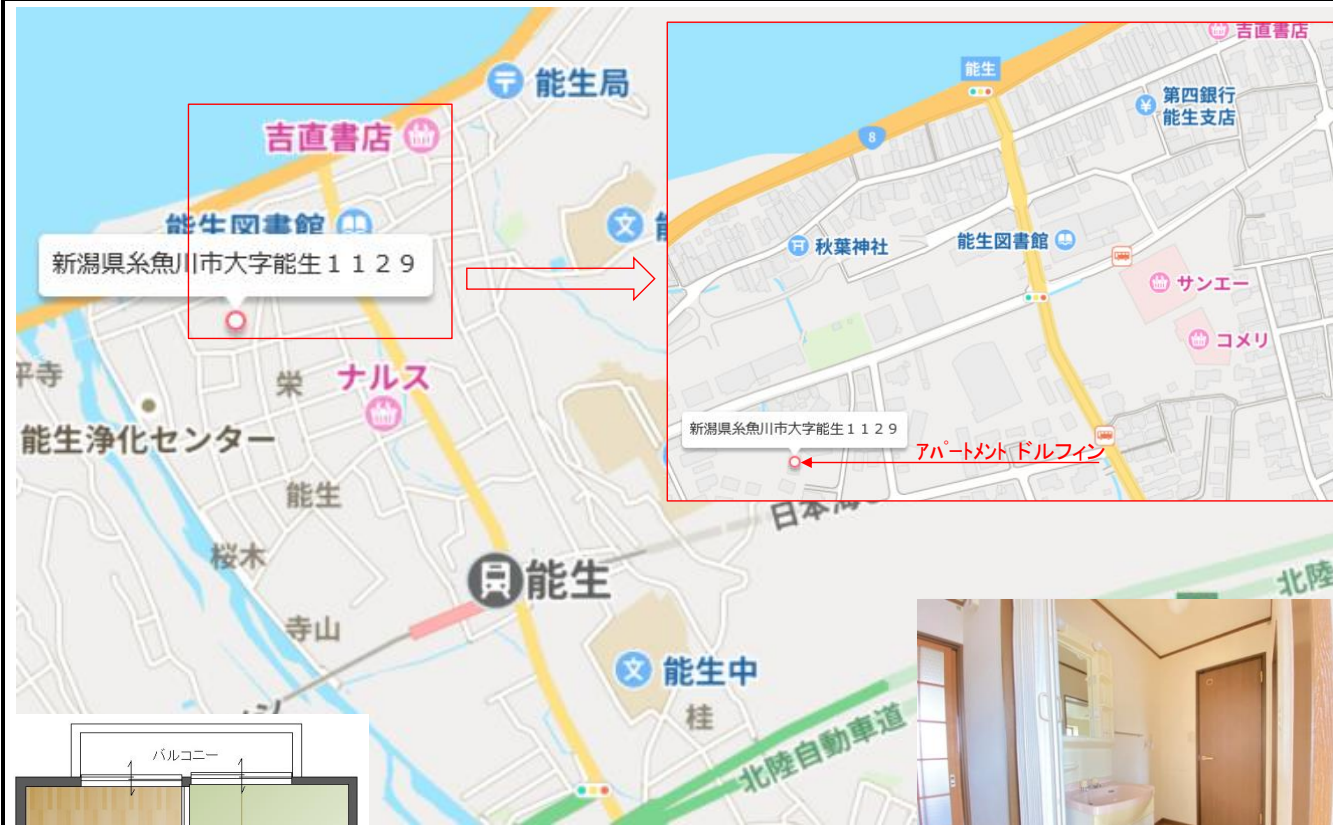 能生局
吉直書店
能生図書館
新潟県糸魚川市大字能生１１２９
平寺
栄
ナルス
能生浄化センター
能生
桜木
能生
寺山
能生中
桂
北陸自動車道
日本海
北陸
バルコニー
吉直書店
能生
第四銀行
能生支店
8
秋葉神社
能生図書館
サンエー
コメリ
新潟県糸魚川市大字能生１１２９
アパートメント ドルフィン